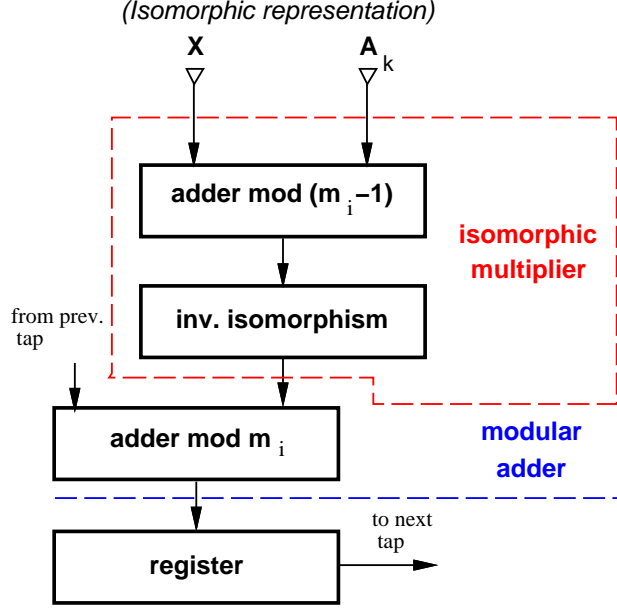 (Isomorphic representation)
X A k
adder mod (m i −1)
isomorphic
multiplier
inv. isomorphism
from prev.
tap
adder mod m i
modular
adder
to next
tap
register